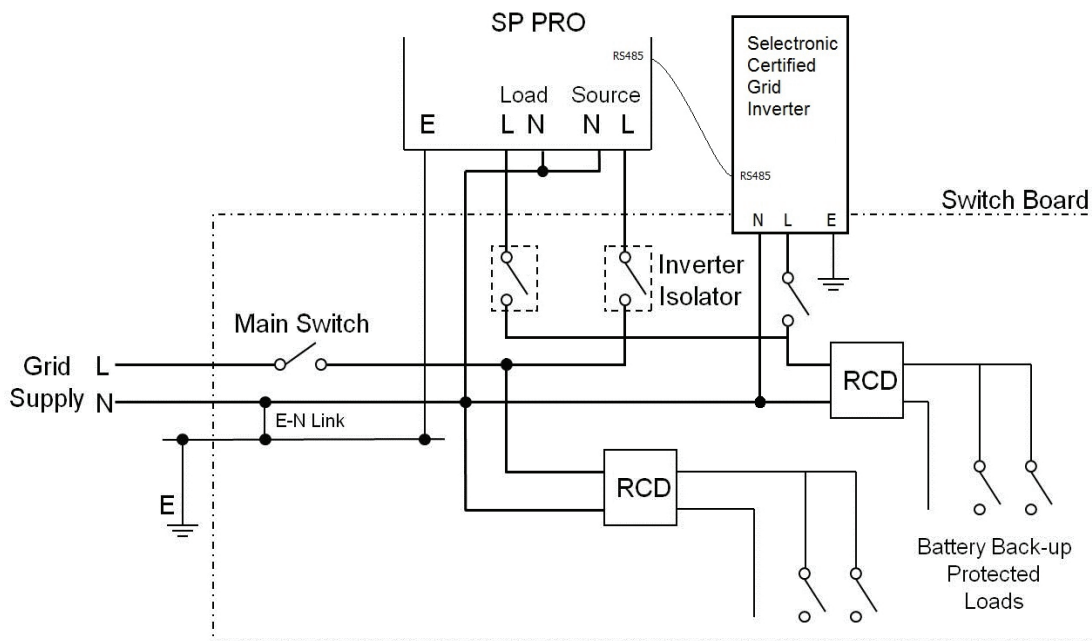 SP PRO
RS485
Load Source
E L N N L
Selectronic
Certified
Grid
Inverter
RS485
N L E
Switch Board
Inverter
Isolator
Main Switch
Grid L
Supply N
E-N Link
E
RCD
RCD
Battery Back-up
Protected
Loads